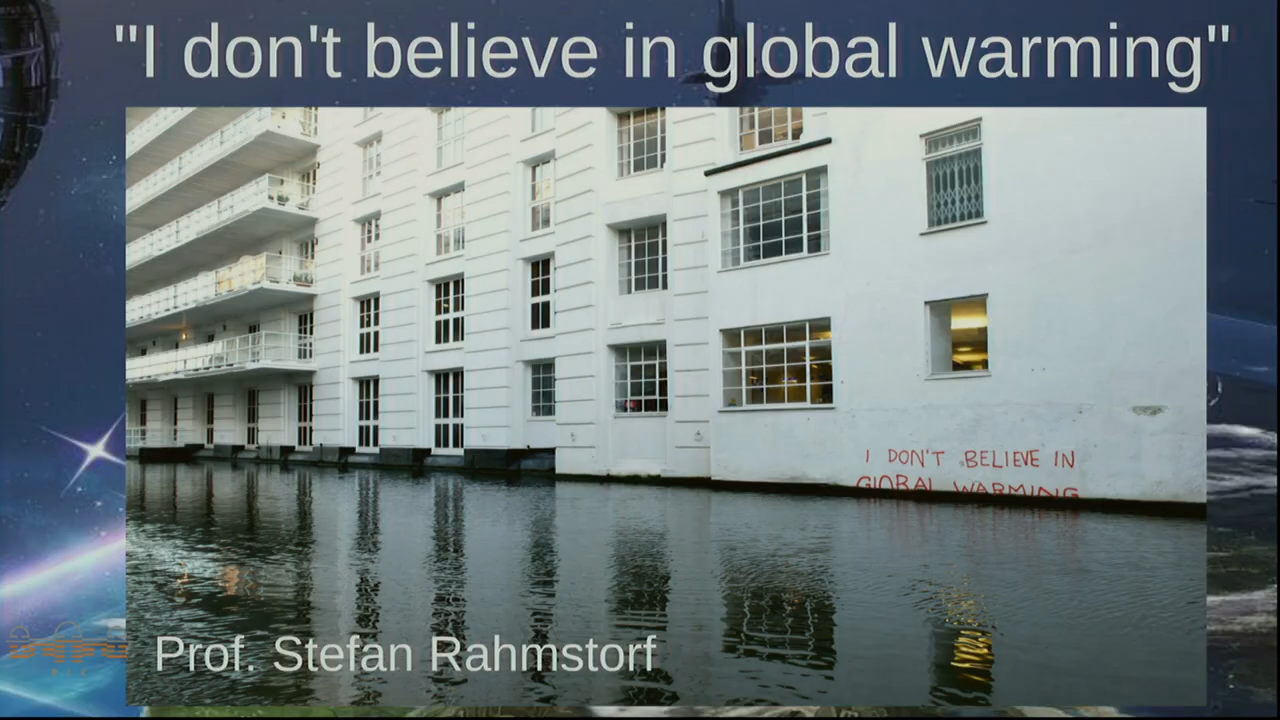 "I don't believe in global warming"
I DON'T BELIEVE IN
GLOBAL WARMING
Prof. Stefan Rahmstorf